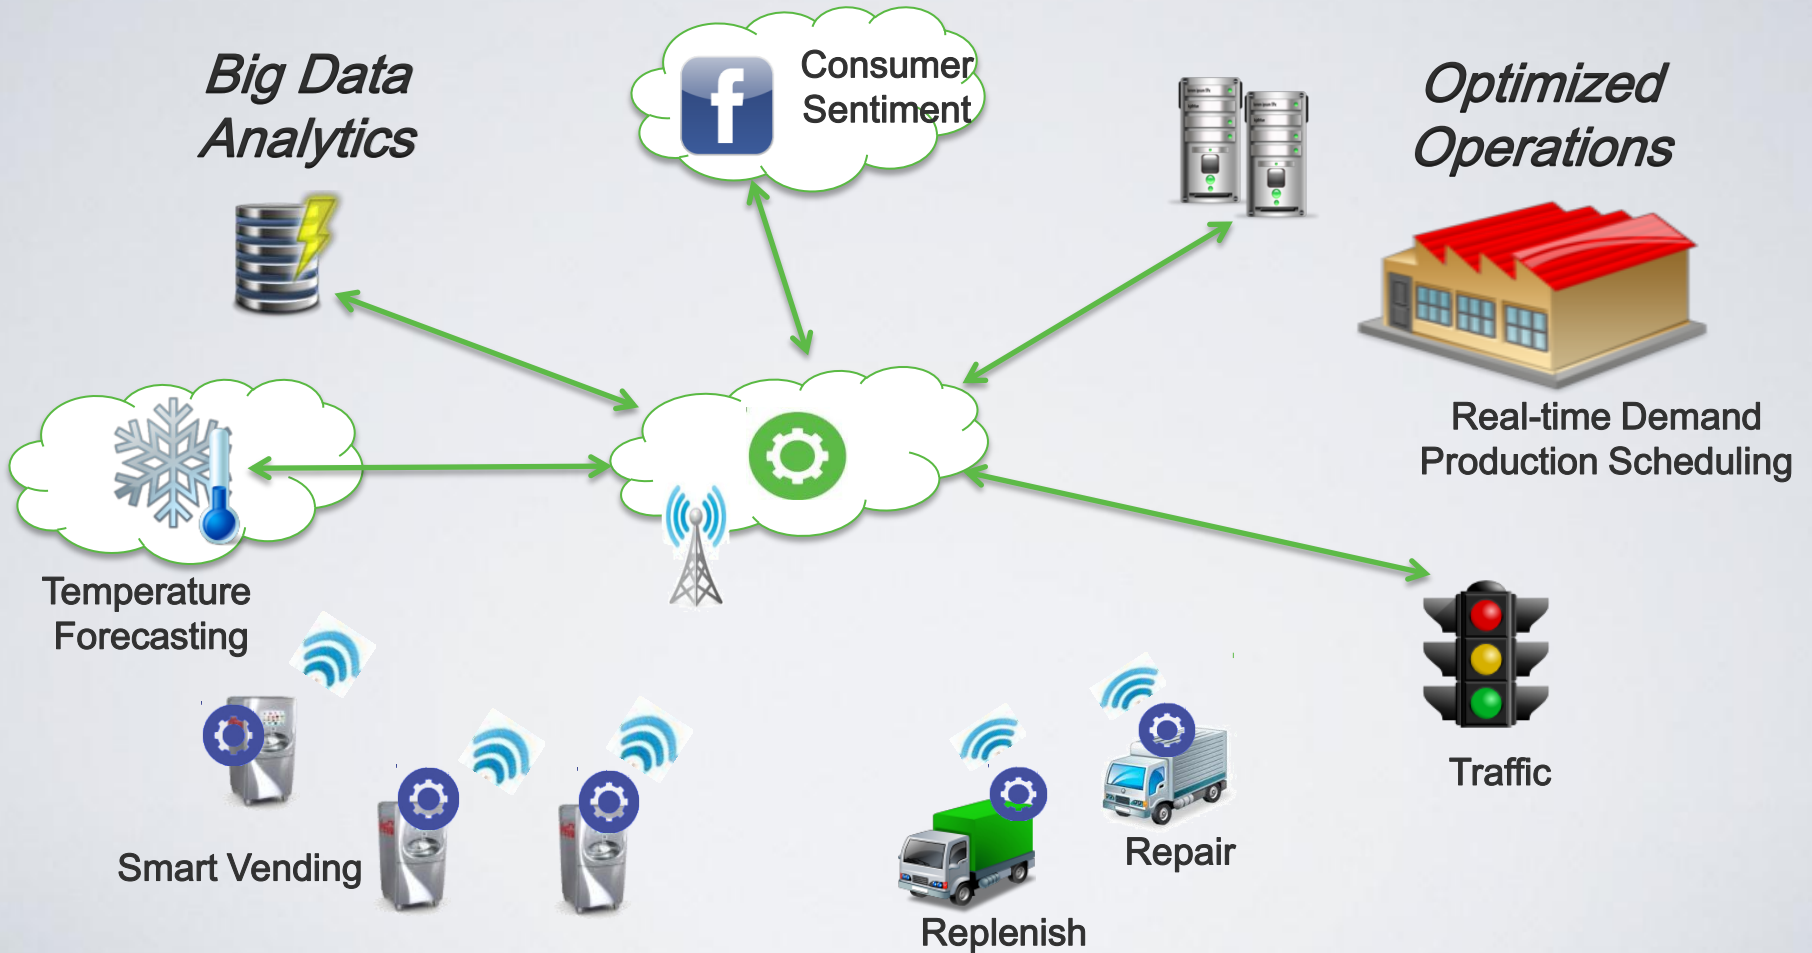 Big Data
Analytics
f
Consumer
Sentiment
Optimized
Operations
Real-time Demand
Production Scheduling
Temperature
Forecasting
Traffic
Smart Vending
Repair
Replenish